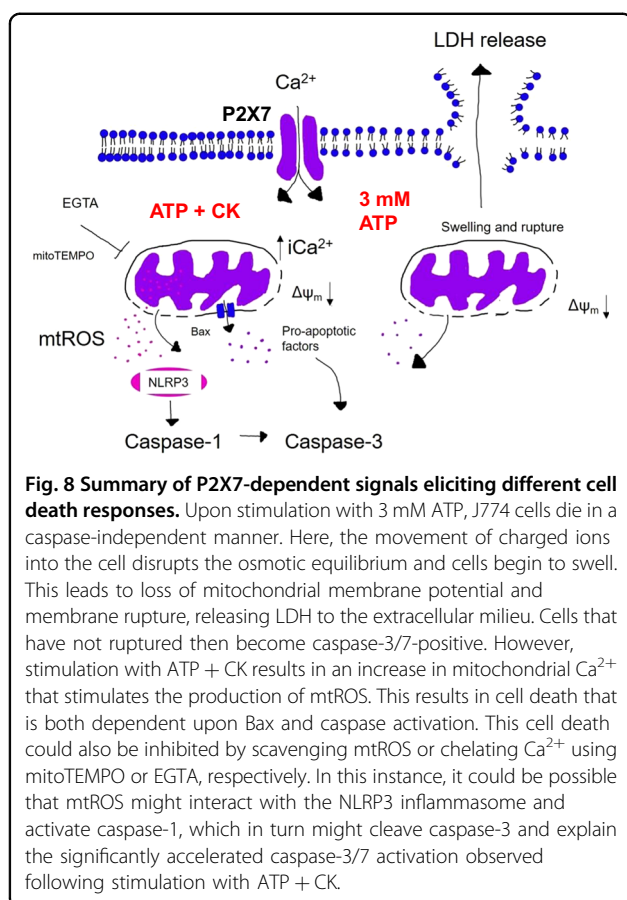 LDH release
Ca²⁺
P2X7
EGTA
ATP + CK
3 mM
ATP
mitoTEMPO
iCa²⁺
Swelling and rupture
Δψm
Δψm
mtROS
Bax
Pro-apoptotic
factors
NLRP3
Caspase-1
Caspase-3
Fig. 8 Summary of P2X7-dependent signals eliciting different cell
death responses. Upon stimulation with 3 mM ATP, J774 cells die in a
caspase-independent manner. Here, the movement of charged ions
into the cell disrupts the osmotic equilibrium and cells begin to swell.
This leads to loss of mitochondrial membrane potential and
membrane rupture, releasing LDH to the extracellular milieu. Cells that
have not ruptured then become caspase-3/7-positive. However,
stimulation with ATP + CK results in an increase in mitochondrial Ca²⁺
that stimulates the production of mtROS. This results in cell death that
is both dependent upon Bax and caspase activation. This cell death
could also be inhibited by scavenging mtROS or chelating Ca²⁺ using
mitoTEMPO or EGTA, respectively. In this instance, it could be possible
that mtROS might interact with the NLRP3 inflammasome and
activate caspase-1, which in turn might cleave caspase-3 and explain
the significantly accelerated caspase-3/7 activation observed
following stimulation with ATP + CK.